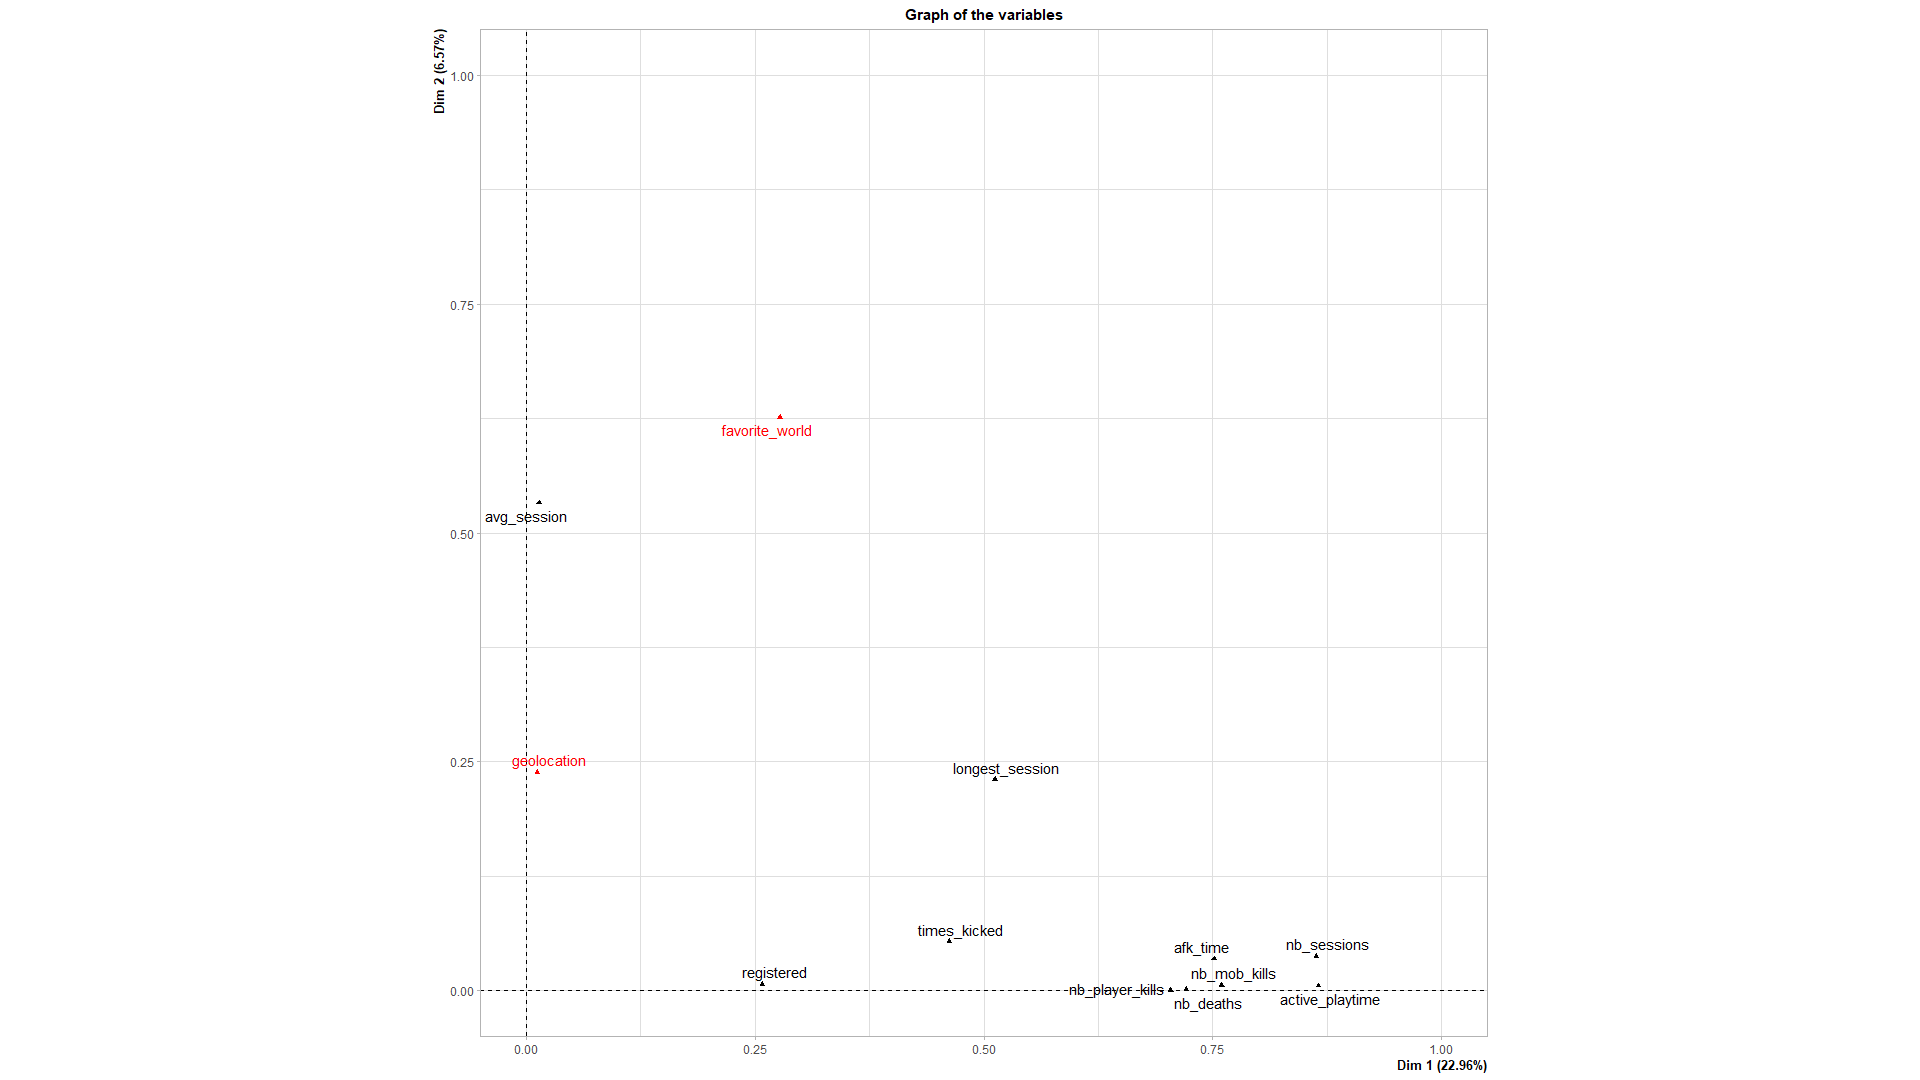 Graph of the variables
Dim 2 (6.57%)
1.00
0.75
favorite_world
avg_session
0.50
geolocation
0.25
longest_session
times_kicked
nb_sessions
afk_time
registered
nb_mob_kills
nb_player_kills
0.00
active_playtime
nb_deaths
0.00
0.25
0.50
0.75
1.00
Dim 1 (22.96%)